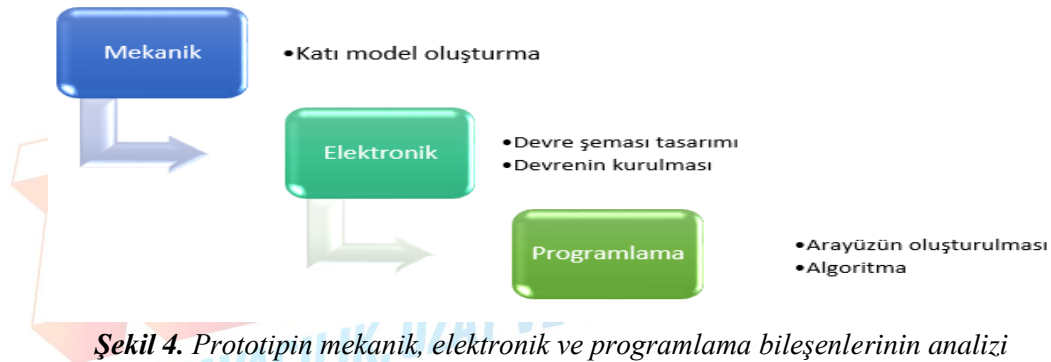 Mekanik
•Katı model oluşturma
Elektronik
•Devre şeması tasarımı
•Devrenin kurulması
Programlama
•Arayüzün oluşturulması
•Algoritma
Şekil 4. Prototipin mekanik, elektronik ve programlama bileşenlerinin analizi